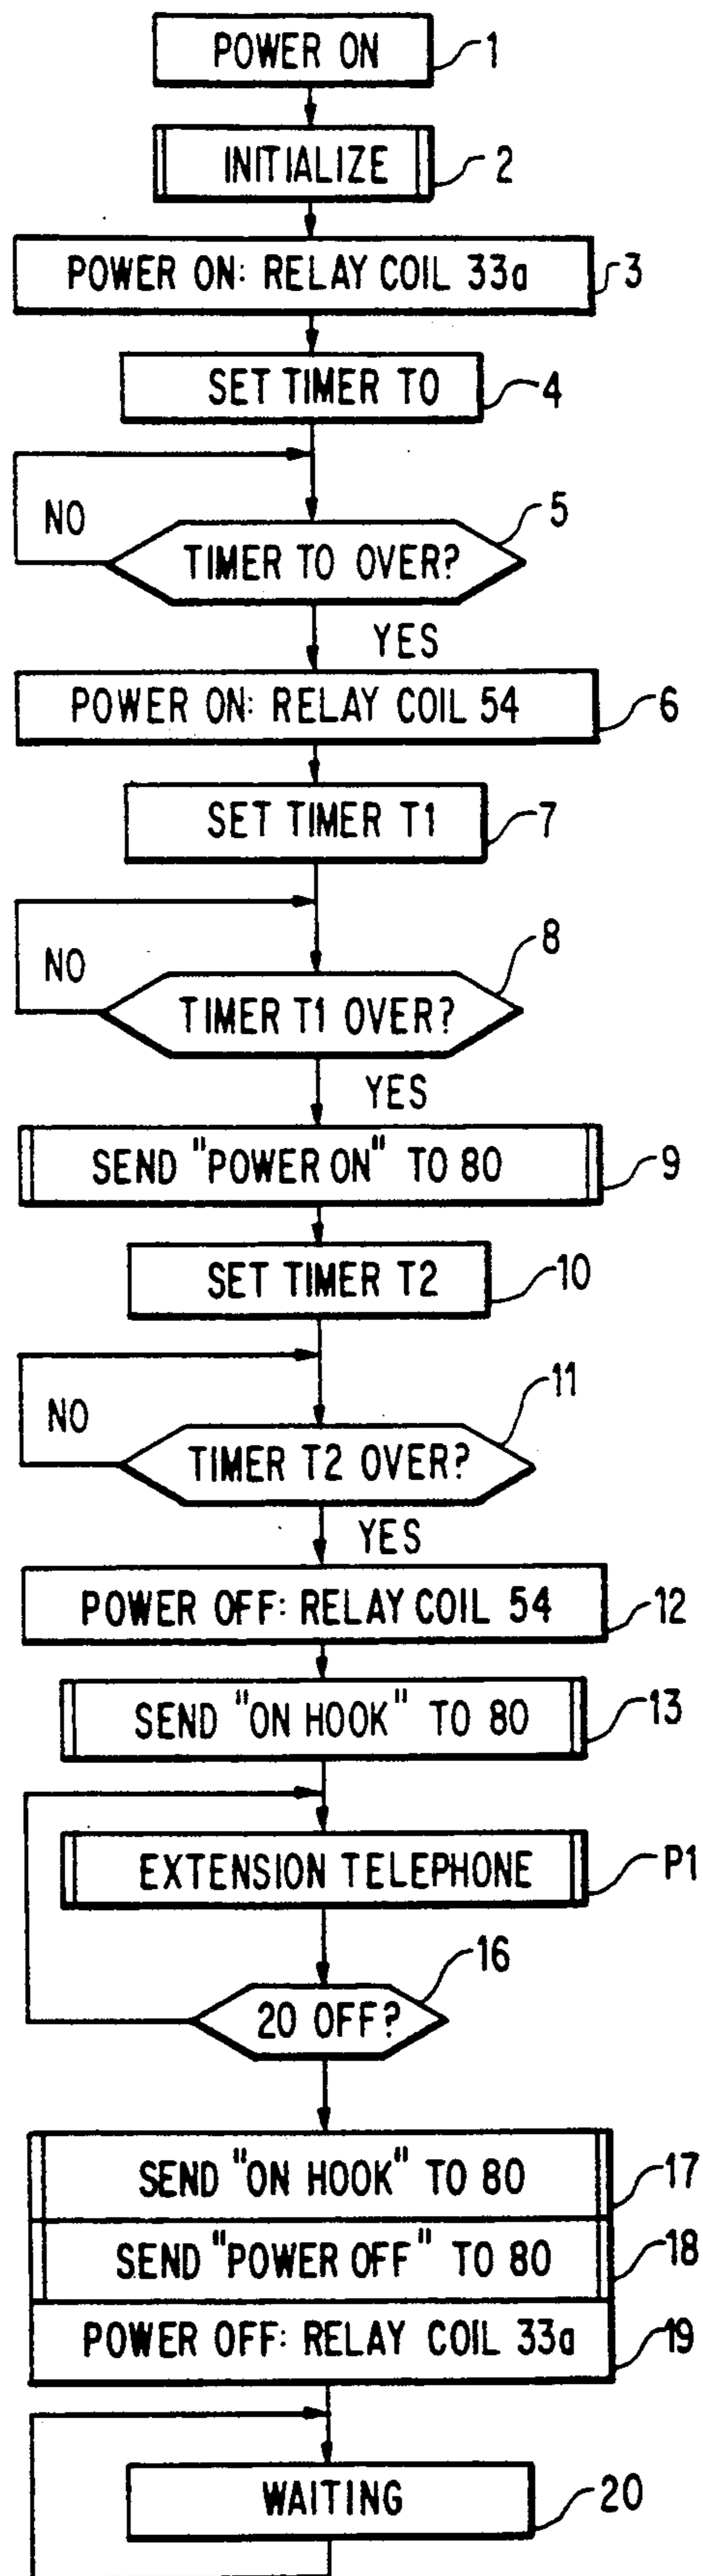 POWER ON 1
INITIALIZE 2
POWER ON: RELAY COIL 33a 3
SET TIMER T0 4
NO
5
TIMER T0 OVER?
YES
POWER ON: RELAY COIL 54 6
SET TIMER T1 7
NO
8
TIMER T1 OVER?
YES
SEND "POWER ON" TO 80 9
SET TIMER T2 10
NO
11
TIMER T2 OVER?
YES
POWER OFF: RELAY COIL 54 12
SEND "ON HOOK" TO 80 13
EXTENSION TELEPHONE P1
16
20 OFF?
SEND "ON HOOK" TO 80 17
SEND "POWER OFF" TO 80 18
POWER OFF: RELAY COIL 33a 19
WAITING 20